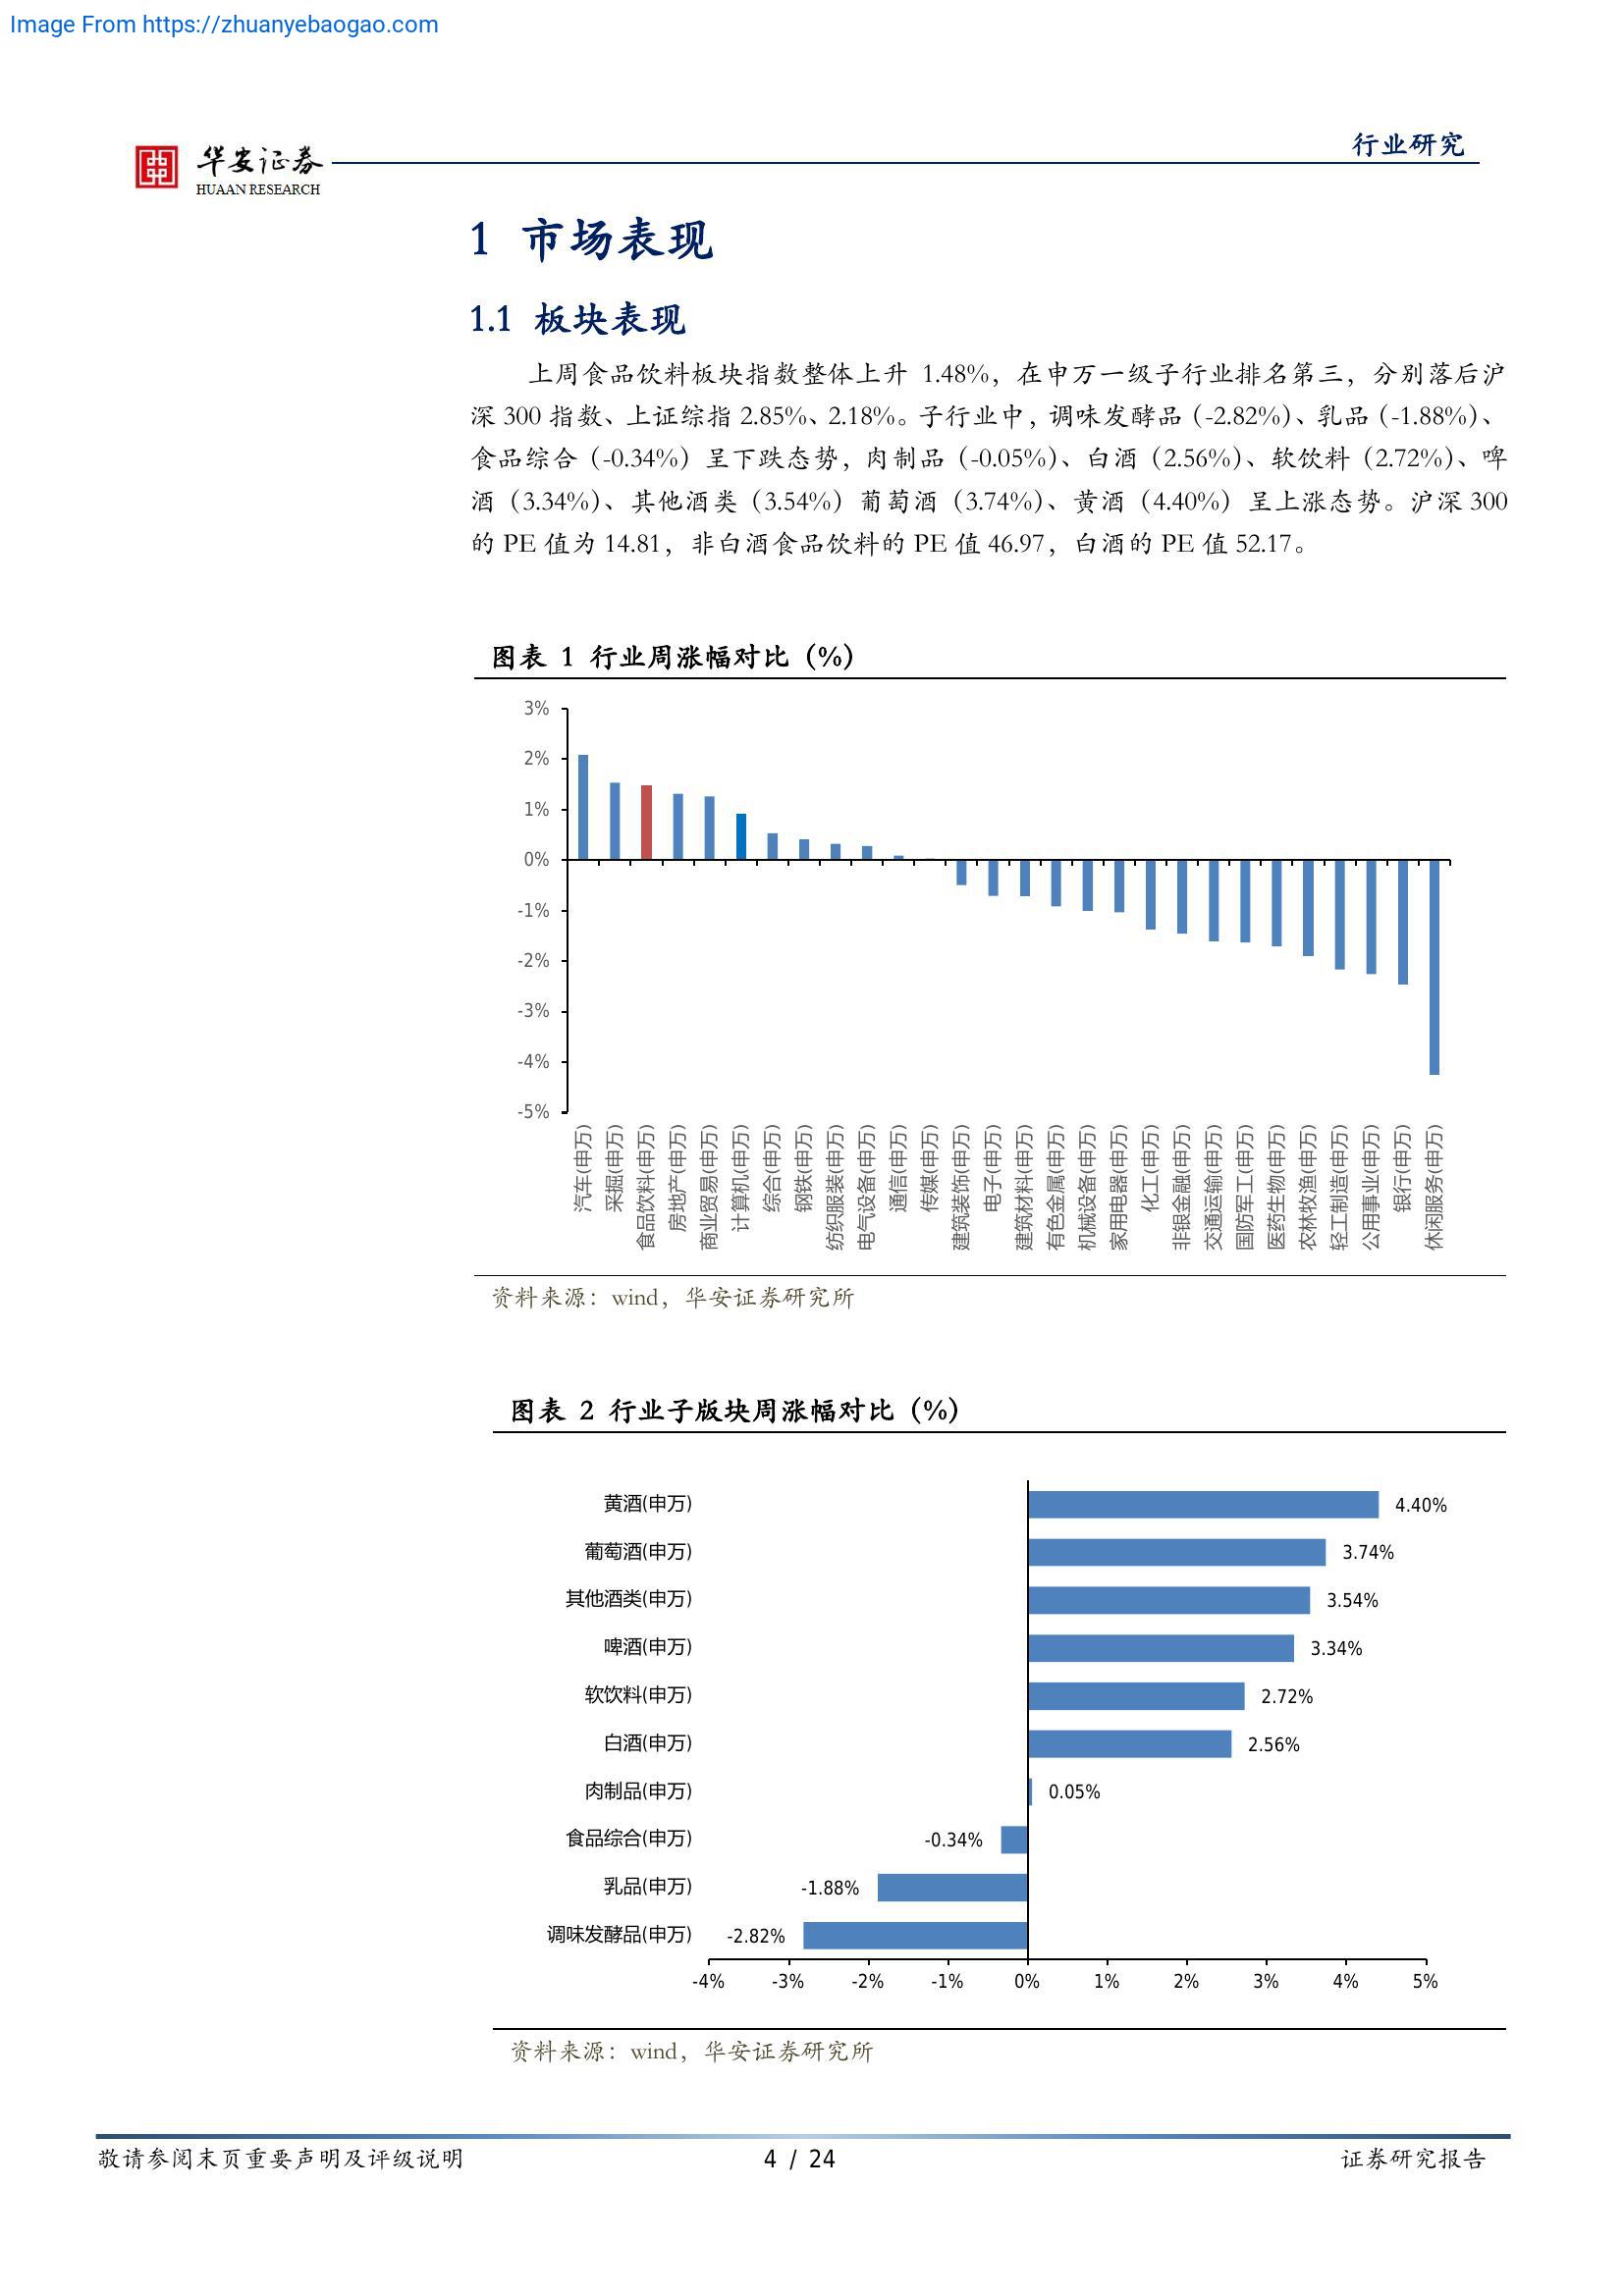 Image From https://zhuanyebaogao.com
行业研究
华安证券
HUAAN RESEARCH
1 市场表现
1.1 板块表现
上周食品饮料板块指数整体上升 1.48%，在申万一级子行业排名第三，分别落后沪
深 300 指数、上证综指 2.85%、2.18%。子行业中，调味发酵品（-2.82%）、乳品（-1.88%）、
食品综合（-0.34%）呈下跌态势，肉制品（-0.05%）、白酒（2.56%）、软饮料（2.72%）、啤
酒（3.34%）、其他酒类（3.54%）葡萄酒（3.74%）、黄酒（4.40%）呈上涨态势。沪深 300
的 PE 值为 14.81，非白酒食品饮料的 PE 值 46.97，白酒的 PE 值 52.17。
图表 1 行业周涨幅对比（%）
3%
2%
1%
0%
-1%
-2%
-3%
-4%
-5%
汽车(申万)
采掘(申万)
食品饮料(申万)
房地产(申万)
商业贸易(申万)
计算机(申万)
综合(申万)
钢铁(申万)
纺织服装(申万)
电气设备(申万)
通信(申万)
传媒(申万)
建筑装饰(申万)
电子(申万)
建筑材料(申万)
有色金属(申万)
机械设备(申万)
家用电器(申万)
化工(申万)
非银金融(申万)
交通运输(申万)
国防军工(申万)
医药生物(申万)
农林牧渔(申万)
轻工制造(申万)
公用事业(申万)
银行(申万)
休闲服务(申万)
资料来源：wind，华安证券研究所
图表 2 行业子版块周涨幅对比（%）
黄酒(申万) 4.40%
葡萄酒(申万) 3.74%
其他酒类(申万) 3.54%
啤酒(申万) 3.34%
软饮料(申万) 2.72%
白酒(申万) 2.56%
肉制品(申万) 0.05%
食品综合(申万) -0.34%
乳品(申万) -1.88%
调味发酵品(申万) -2.82%
-4% -3% -2% -1% 0% 1% 2% 3% 4% 5%
资料来源：wind，华安证券研究所
敬请参阅末页重要声明及评级说明 4 / 24 证券研究报告